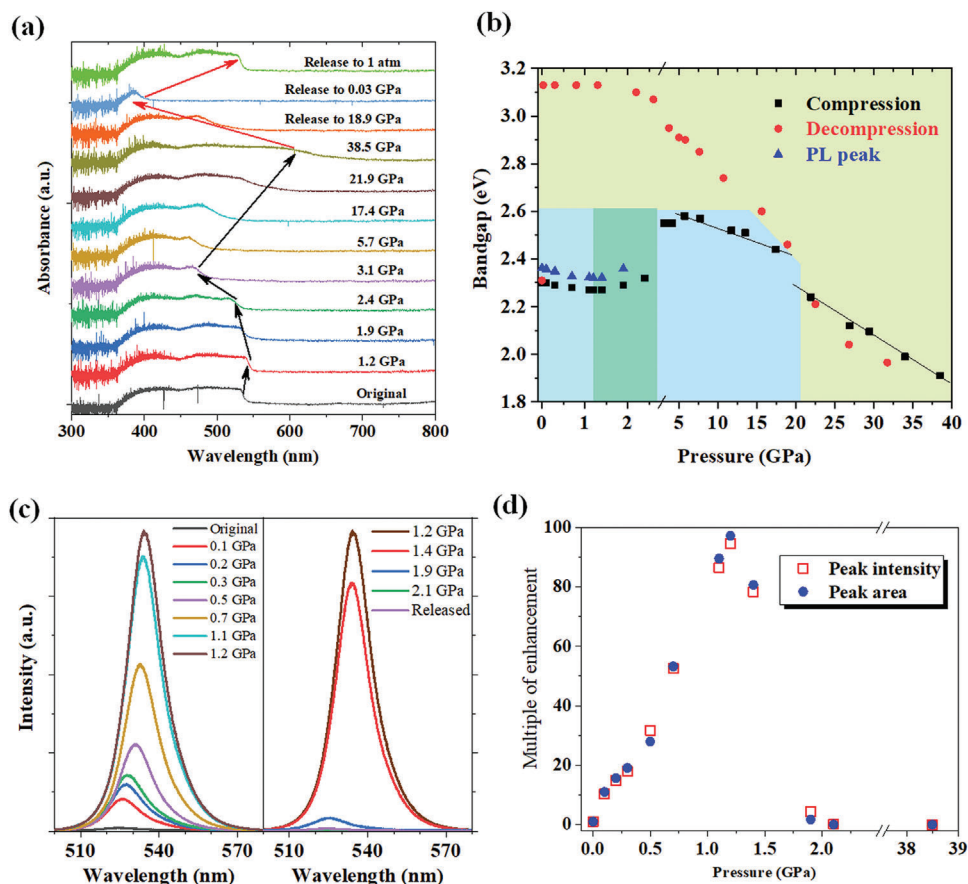 (a)
Absorbance (a.u.)
Release to 1 atm
Release to 0.03 GPa
Release to 18.9 GPa
38.5 GPa
21.9 GPa
17.4 GPa
5.7 GPa
3.1 GPa
2.4 GPa
1.9 GPa
1.2 GPa
Original
300 400 500 600 700 800
Wavelength (nm)
(b)
Bandgap (eV)
3.2
3.0
2.8
2.6
2.4
2.2
2.0
1.8
Compression
Decompression
PL peak
0 1 2 5 10 15 20 25 30 35 40
Pressure (GPa)
(c)
Intensity (a.u.)
Original
0.1 GPa
0.2 GPa
0.3 GPa
0.5 GPa
0.7 GPa
1.1 GPa
1.2 GPa
1.2 GPa
1.4 GPa
1.9 GPa
2.1 GPa
Released
510 540 570 510 540 570
Wavelength (nm) Wavelength (nm)
(d)
Multiple of enhancement
100
80
60
40
20
0
Peak intensity
Peak area
0.0 0.5 1.0 1.5 2.0 38 39
Pressure (GPa)